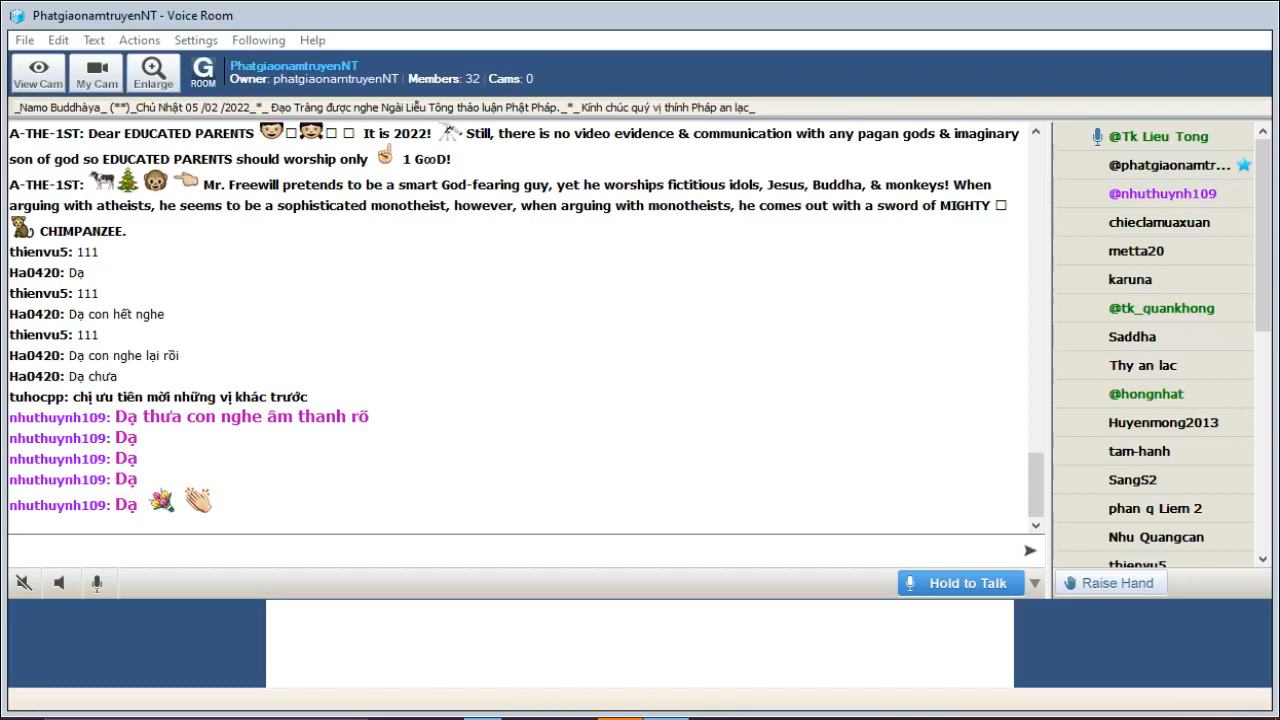 PhatgiaonamtruyenNT - Voice Room
File Edit Text Actions Settings Following Help
View Cam My Cam Enlarge G ROOM
PhatgiaonamtruyenNT
Owner: phatgiaonamtruyenNT Members: 32 Cams: 0
_Namo Buddhàya_ (**)_Chủ Nhật 05 /02 /2022_*_ Đạo Tràng được nghe Ngài Liễu Tông thảo luận Phật Pháp._*_Kính chúc quý vị thính Pháp an lạc_
A-THE-1ST: Dear EDUCATED PARENTS It is 2022! Still, there is no video evidence & communication with any pagan gods & imaginary
son of god so EDUCATED PARENTS should worship only 1 G∞D!
A-THE-1ST: Mr. Freewill pretends to be a smart God-fearing guy, yet he worships fictitious idols, Jesus, Buddha, & monkeys! When
arguing with atheists, he seems to be a sophisticated monotheist, however, when arguing with monotheists, he comes out with a sword of MIGHTY
CHIMPANZEE.
thienvu5: 111
Ha0420: Dạ
thienvu5: 111
Ha0420: Dạ con hết nghe
thienvu5: 111
Ha0420: Dạ con nghe lại rồi
Ha0420: Dạ chưa
tuhocpp: chị ưu tiên mời những vị khác trước
nhuthuynh109: Dạ thưa con nghe âm thanh rõ
nhuthuynh109: Dạ
nhuthuynh109: Dạ
nhuthuynh109: Dạ
nhuthuynh109: Dạ
Hold to Talk
@Tk Lieu Tong
@phatgiaonamtr...
@nhuthuynh109
chieclamuaxuan
metta20
karuna
@tk_quankhong
Saddha
Thy an lac
@hongnhat
Huyenmong2013
tam-hanh
SangS2
phan q Liem 2
Nhu Quangcan
thienvu5
Raise Hand